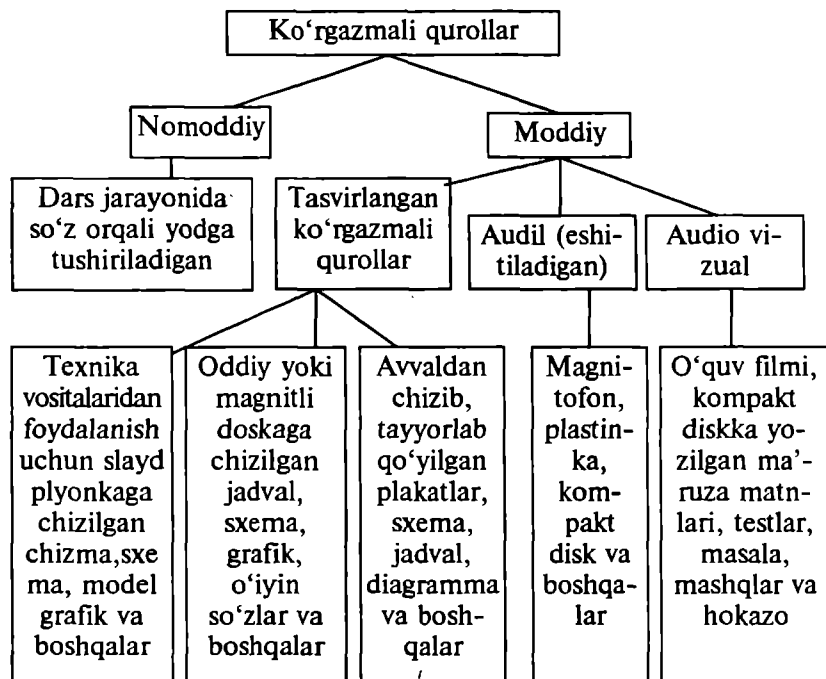 Ko‘rgazmali qurollar
Nomoddiy
Moddiy
Dars jarayonida
so‘z orqali yodga
tushiriladigan
Tasvirlangan
ko‘rgazmali
qurollar
Audil (eshi-
tiladigan)
Audio vi-
zual
Texnika
vositalaridan
foydalanish
uchun slayd
plyonkaga
chizilgan
chizma,sxe
ma, model
grafik va
boshqalar
Oddiy yoki
magnitli
doskaga
chizilgan
jadval,
sxema,
grafik,
o‘iyin
so‘zlar va
boshqalar
Avvaldan
chizib,
tayyorlab
qo‘yilgan
plakatlar,
sxema,
jadval,
diagramma
va bosh-
qalar
Magni-
tofon,
plastin-
ka,
kom-
pakt
disk va
boshqa-
lar
O‘quv filmi,
kompakt
diskka yo-
zilgan ma’-
ruza matn-
lari, testlar,
masala,
mashqlar va
hokazo